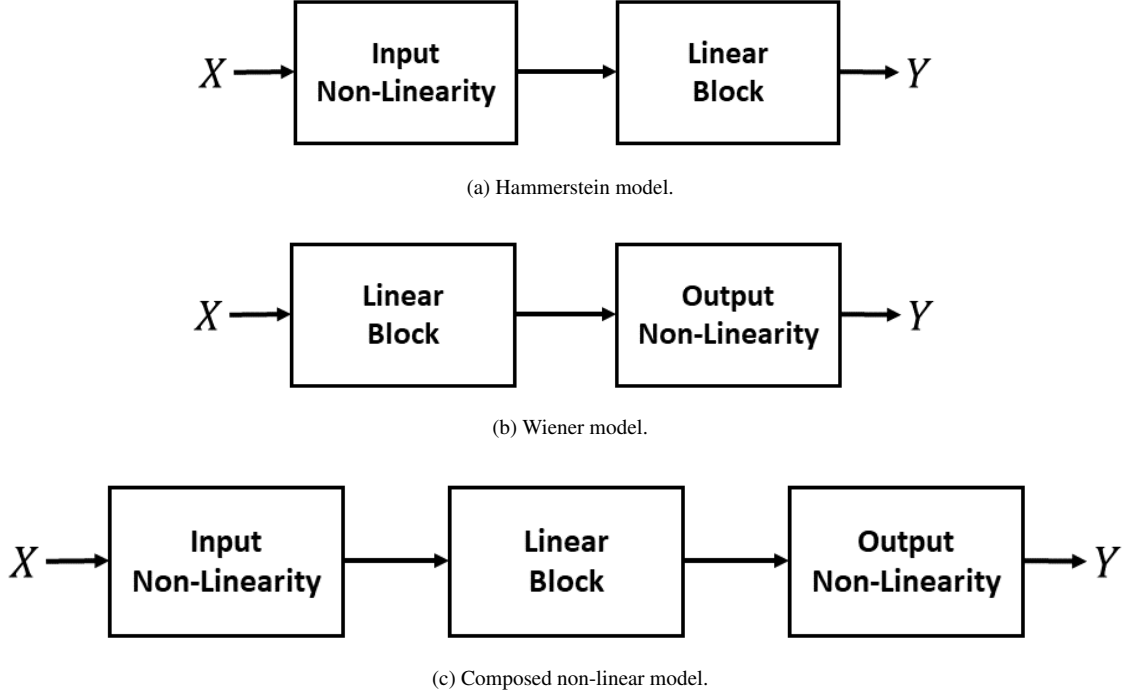 X
Input
Non-Linearity
Linear
Block
Y
(a) Hammerstein model.
X
Linear
Block
Output
Non-Linearity
Y
(b) Wiener model.
X
Input
Non-Linearity
Linear
Block
Output
Non-Linearity
Y
(c) Composed non-linear model.